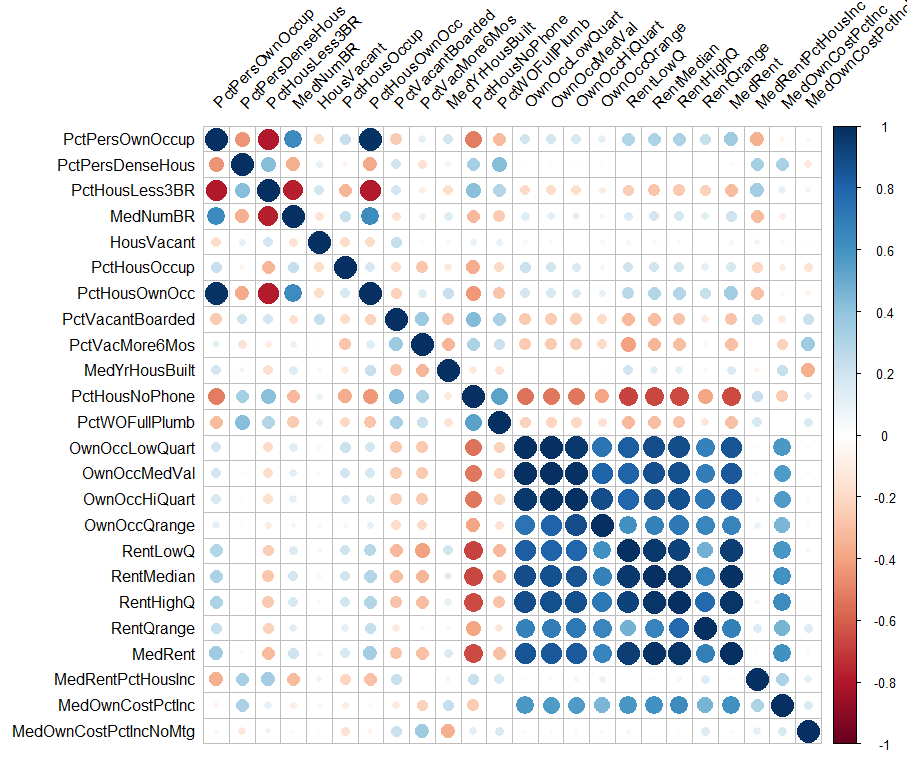 PctPersOwnOccup
PctPersDenseHous
PctHousLess3BR
MedNumBR
HousVacant
PctHousOccup
PctHousOwnOcc
PctVacantBoarded
PctVacMore6Mos
MedYrHousBuilt
PctHousNoPhone
PctWOFullPlumb
OwnOccLowQuart
OwnOccMedVal
OwnOccHiQuart
OwnOccQrange
RentLowQ
RentMedian
RentHighQ
RentQrange
MedRent
MedRentPctHousInc
MedOwnCostPctInc
MedOwnCostPctIncN
PctPersOwnOccup
PctPersDenseHous
PctHousLess3BR
MedNumBR
HousVacant
PctHousOccup
PctHousOwnOcc
PctVacantBoarded
PctVacMore6Mos
MedYrHousBuilt
PctHousNoPhone
PctWOFullPlumb
OwnOccLowQuart
OwnOccMedVal
OwnOccHiQuart
OwnOccQrange
RentLowQ
RentMedian
RentHighQ
RentQrange
MedRent
MedRentPctHousInc
MedOwnCostPctInc
MedOwnCostPctIncNoMtg
1
0.8
0.6
0.4
0.2
0
-0.2
-0.4
-0.6
-0.8
-1